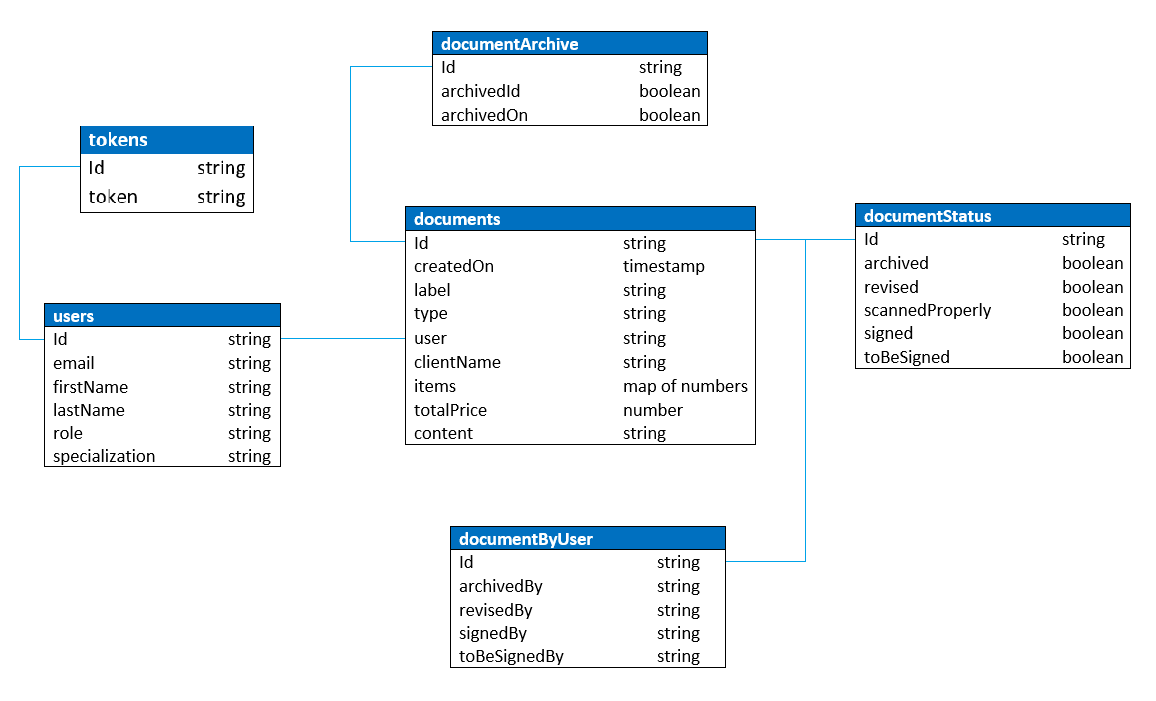 documentArchive
Id string
archivedId boolean
archivedOn boolean
tokens
Id string
token string
documents
Id string
createdOn timestamp
label string
type string
user string
clientName string
items map of numbers
totalPrice number
content string
documentStatus
Id string
archived boolean
revised boolean
scannedProperly boolean
signed boolean
toBeSigned boolean
users
Id string
email string
firstName string
lastName string
role string
specialization string
documentByUser
Id string
archivedBy string
revisedBy string
signedBy string
toBeSignedBy string